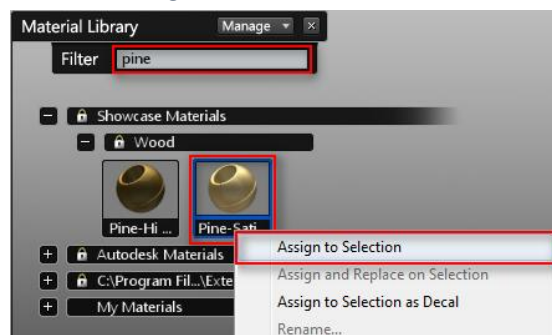 Material Library Manage
Filter pine
Showcase Materials
Wood
Pine-Hi ... Pine-Sati...
Assign to Selection
Autodesk Materials
Assign and Replace on Selection
C:\Program Fil...\Exte
Assign to Selection as Decal
My Materials
Rename...